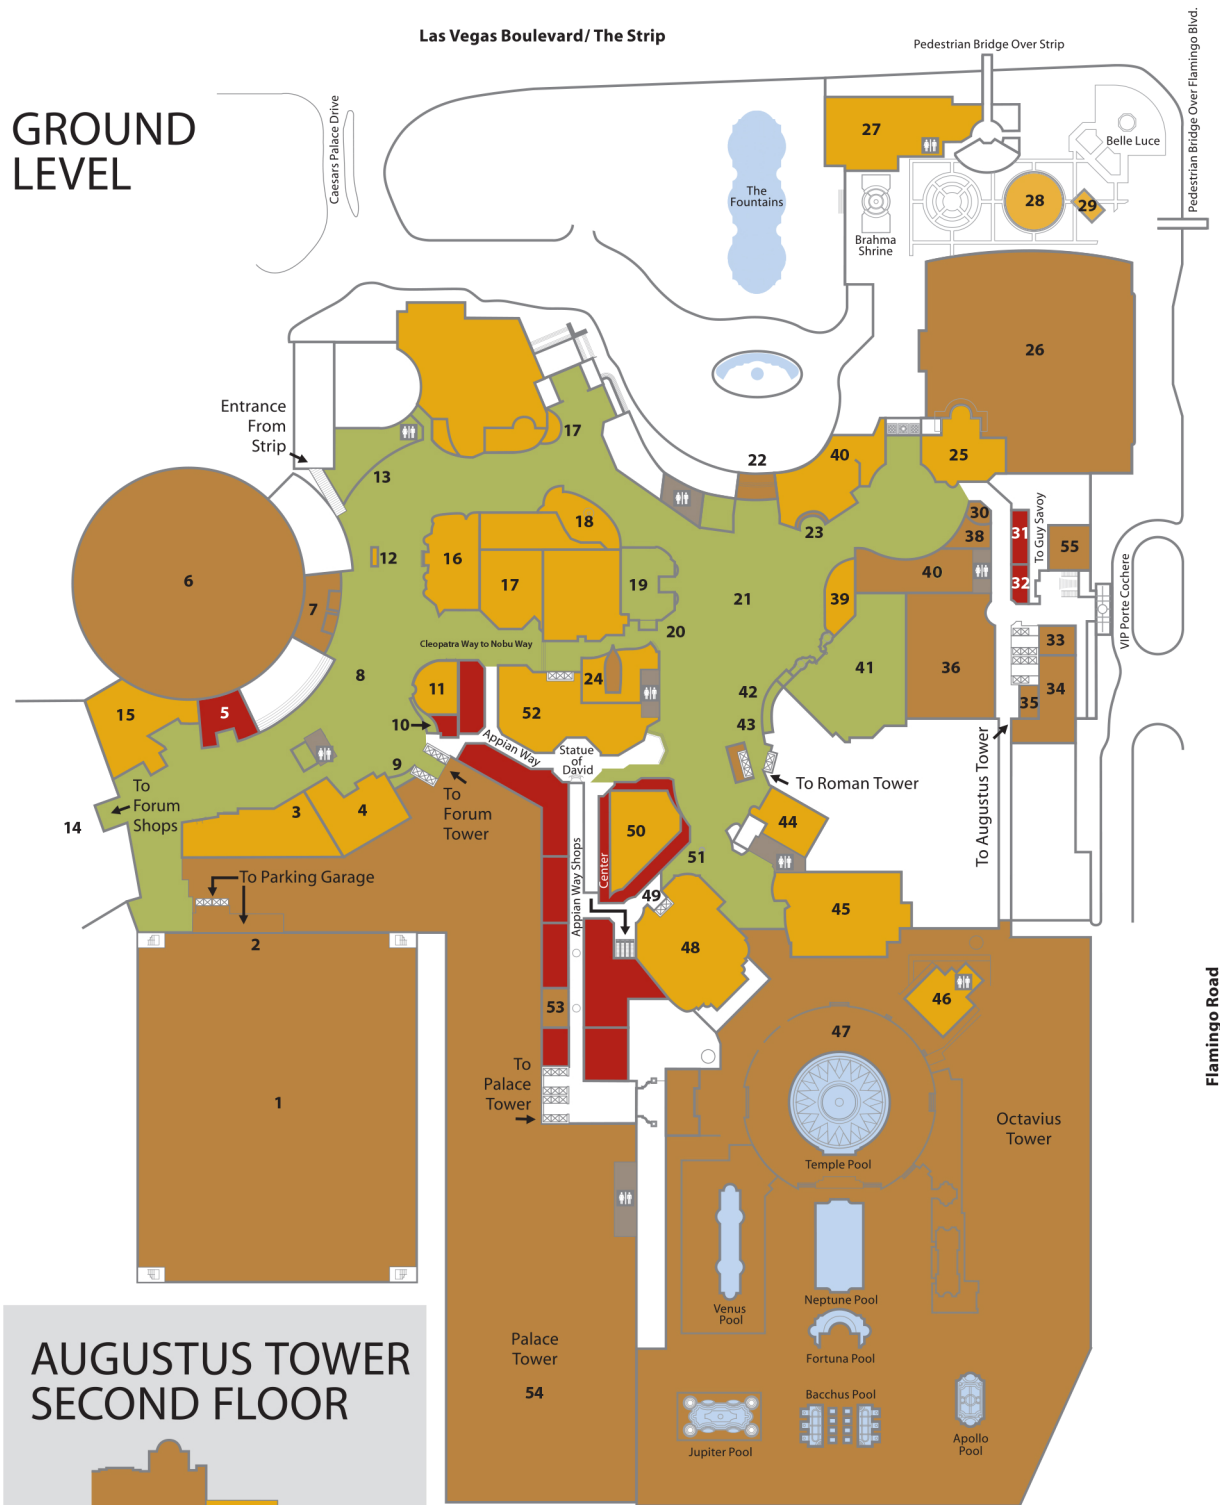 Las Vegas Boulevard/ The Strip
Pedestrian Bridge Over Strip
Pedestrian Bridge Over Flamingo Blvd.
GROUND
LEVEL
Caesars Palace Drive
27
Belle Luce
The
Fountains
28
29
Brahma
Shrine
26
Entrance
From
Strip
17
13
22
40
25
18
23
30
38
31
To Guy Savoy
55
12
16
17
19
40
32
6
7
21
39
VIP Porte Cochere
20
Cleopatra Way to Nobu Way
33
8
11
24
41
36
34
42
35
15
5
10
52
43
Appian Way
Statue
of
David
9
To Roman Tower
To Augustus Tower
To
Forum
Shops
14
To
Forum
Tower
3
4
50
44
Center
Appian Way Shops
51
To Parking Garage
49
45
2
48
46
53
47
Flamingo Road
To
Palace
Tower
1
Octavius
Tower
Temple Pool
Venus
Pool
Neptune Pool
Fortuna Pool
Palace
Tower
54
Bacchus Pool
Jupiter Pool
Apollo
Pool
AUGUSTUS TOWER
SECOND FLOOR